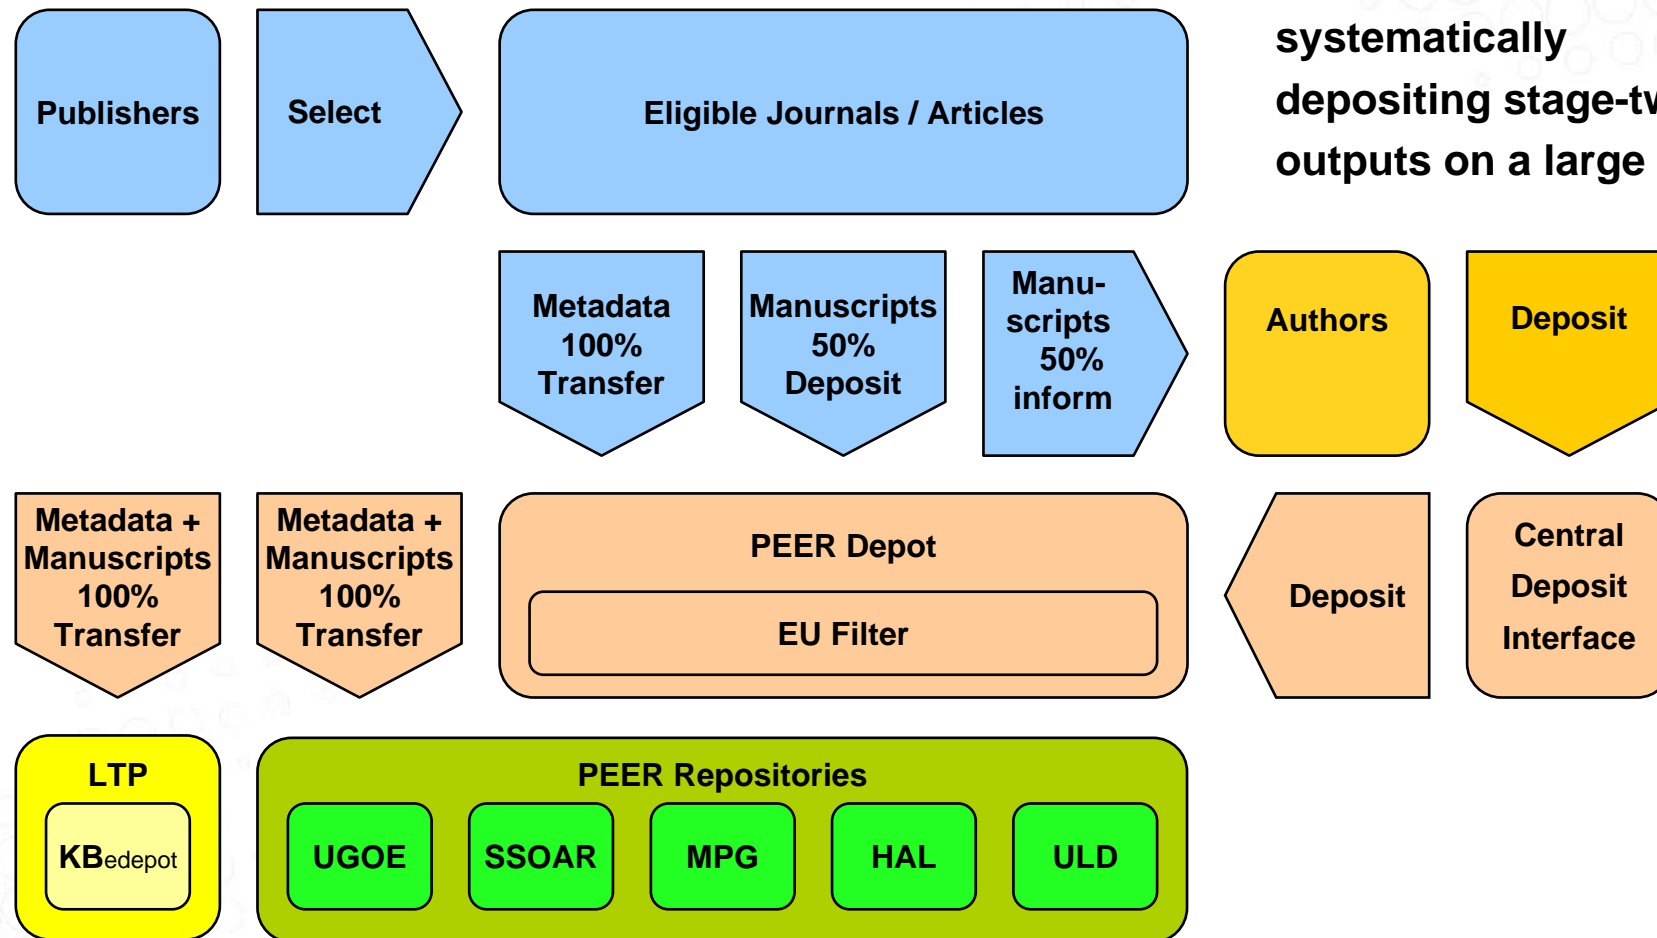 Publishers
Select
Eligible Journals / Articles
systematically
depositing stage-tw
outputs on a large
Metadata
100%
Transfer
Manuscripts
50%
Deposit
Manu-
scripts
50%
inform
Authors
Deposit
Metadata +
Manuscripts
100%
Transfer
Metadata +
Manuscripts
100%
Transfer
PEER Depot
EU Filter
Deposit
Central
Deposit
Interface
LTP
KBedepot
PEER Repositories
UGOE
SSOAR
MPG
HAL
ULD